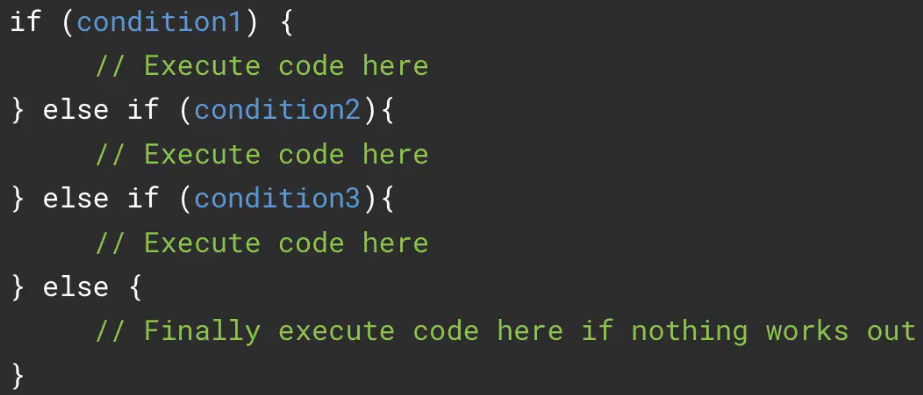 if (condition1) {
// Execute code here
} else if (condition2){
// Execute code here
} else if (condition3){
// Execute code here
} else {
// Finally execute code here if nothing works out
}